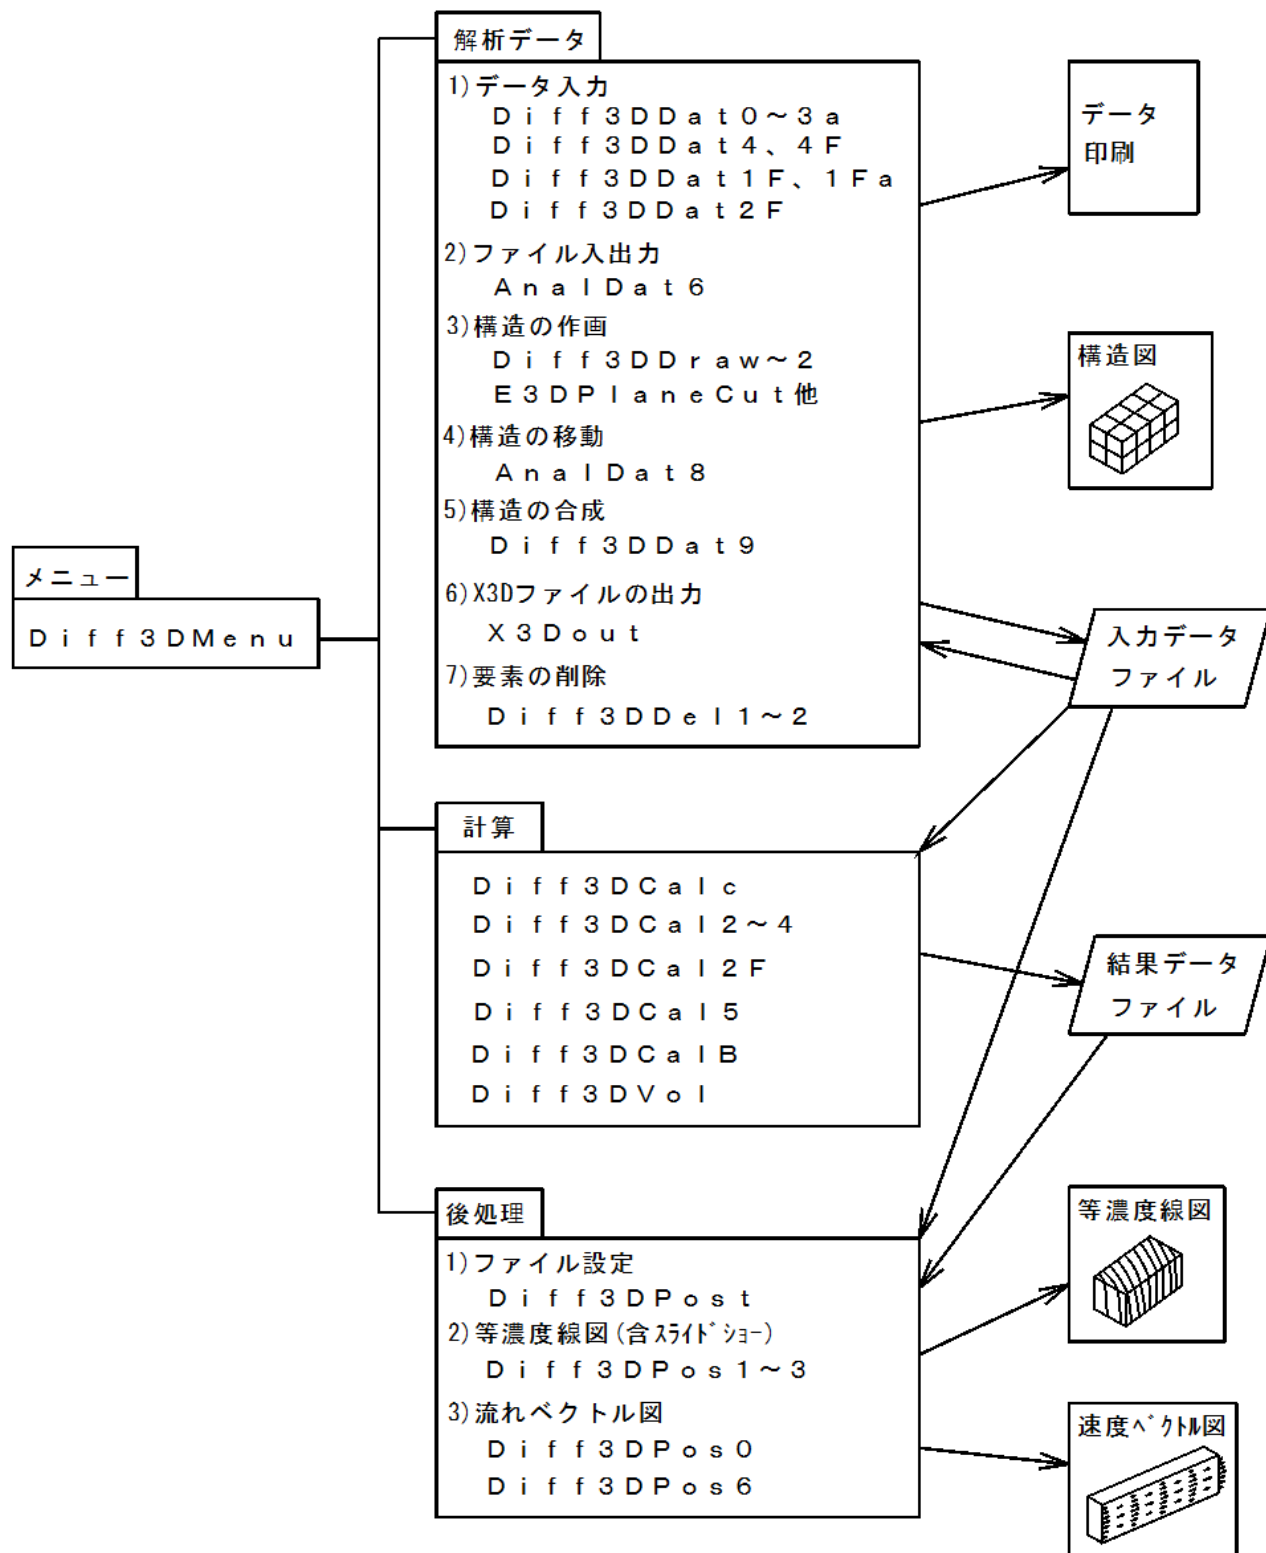 解析データ
1)データ入力
Diff3DDat0～3a
Diff3DDat4、4F
Diff3DDat1F、1Fa
Diff3DDat2F
2)ファイル入出力
AnalDat6
3)構造の作画
Diff3DDraw～2
E3DPlaneCut他
4)構造の移動
AnalDat8
5)構造の合成
Diff3DDat9
6)X3Dファイルの出力
X3Dout
7)要素の削除
Diff3DDel1～2
データ
印刷
構造図
メニュー
Diff3DMenu
入力データ
ファイル
計算
Diff3DCalc
Diff3DCal2～4
Diff3DCal2F
Diff3DCal5
Diff3DCalB
Diff3DVol
結果データ
ファイル
後処理
1)ファイル設定
Diff3DPost
2)等濃度線図(含ｽﾗｲﾄﾞｼｮｰ)
Diff3DPos1～3
3)流れベクトル図
Diff3DPos0
Diff3DPos6
等濃度線図
速度ﾍﾞｸﾄﾙ図